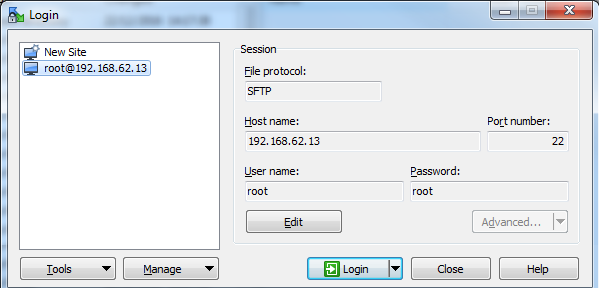 Login
New Site
root@192.168.62.13
Session
File protocol:
SFTP
Host name:
Port number:
192.168.62.13
22
User name:
Password:
root
root
Edit
Advanced...
Tools
Manage
Login
Close
Help